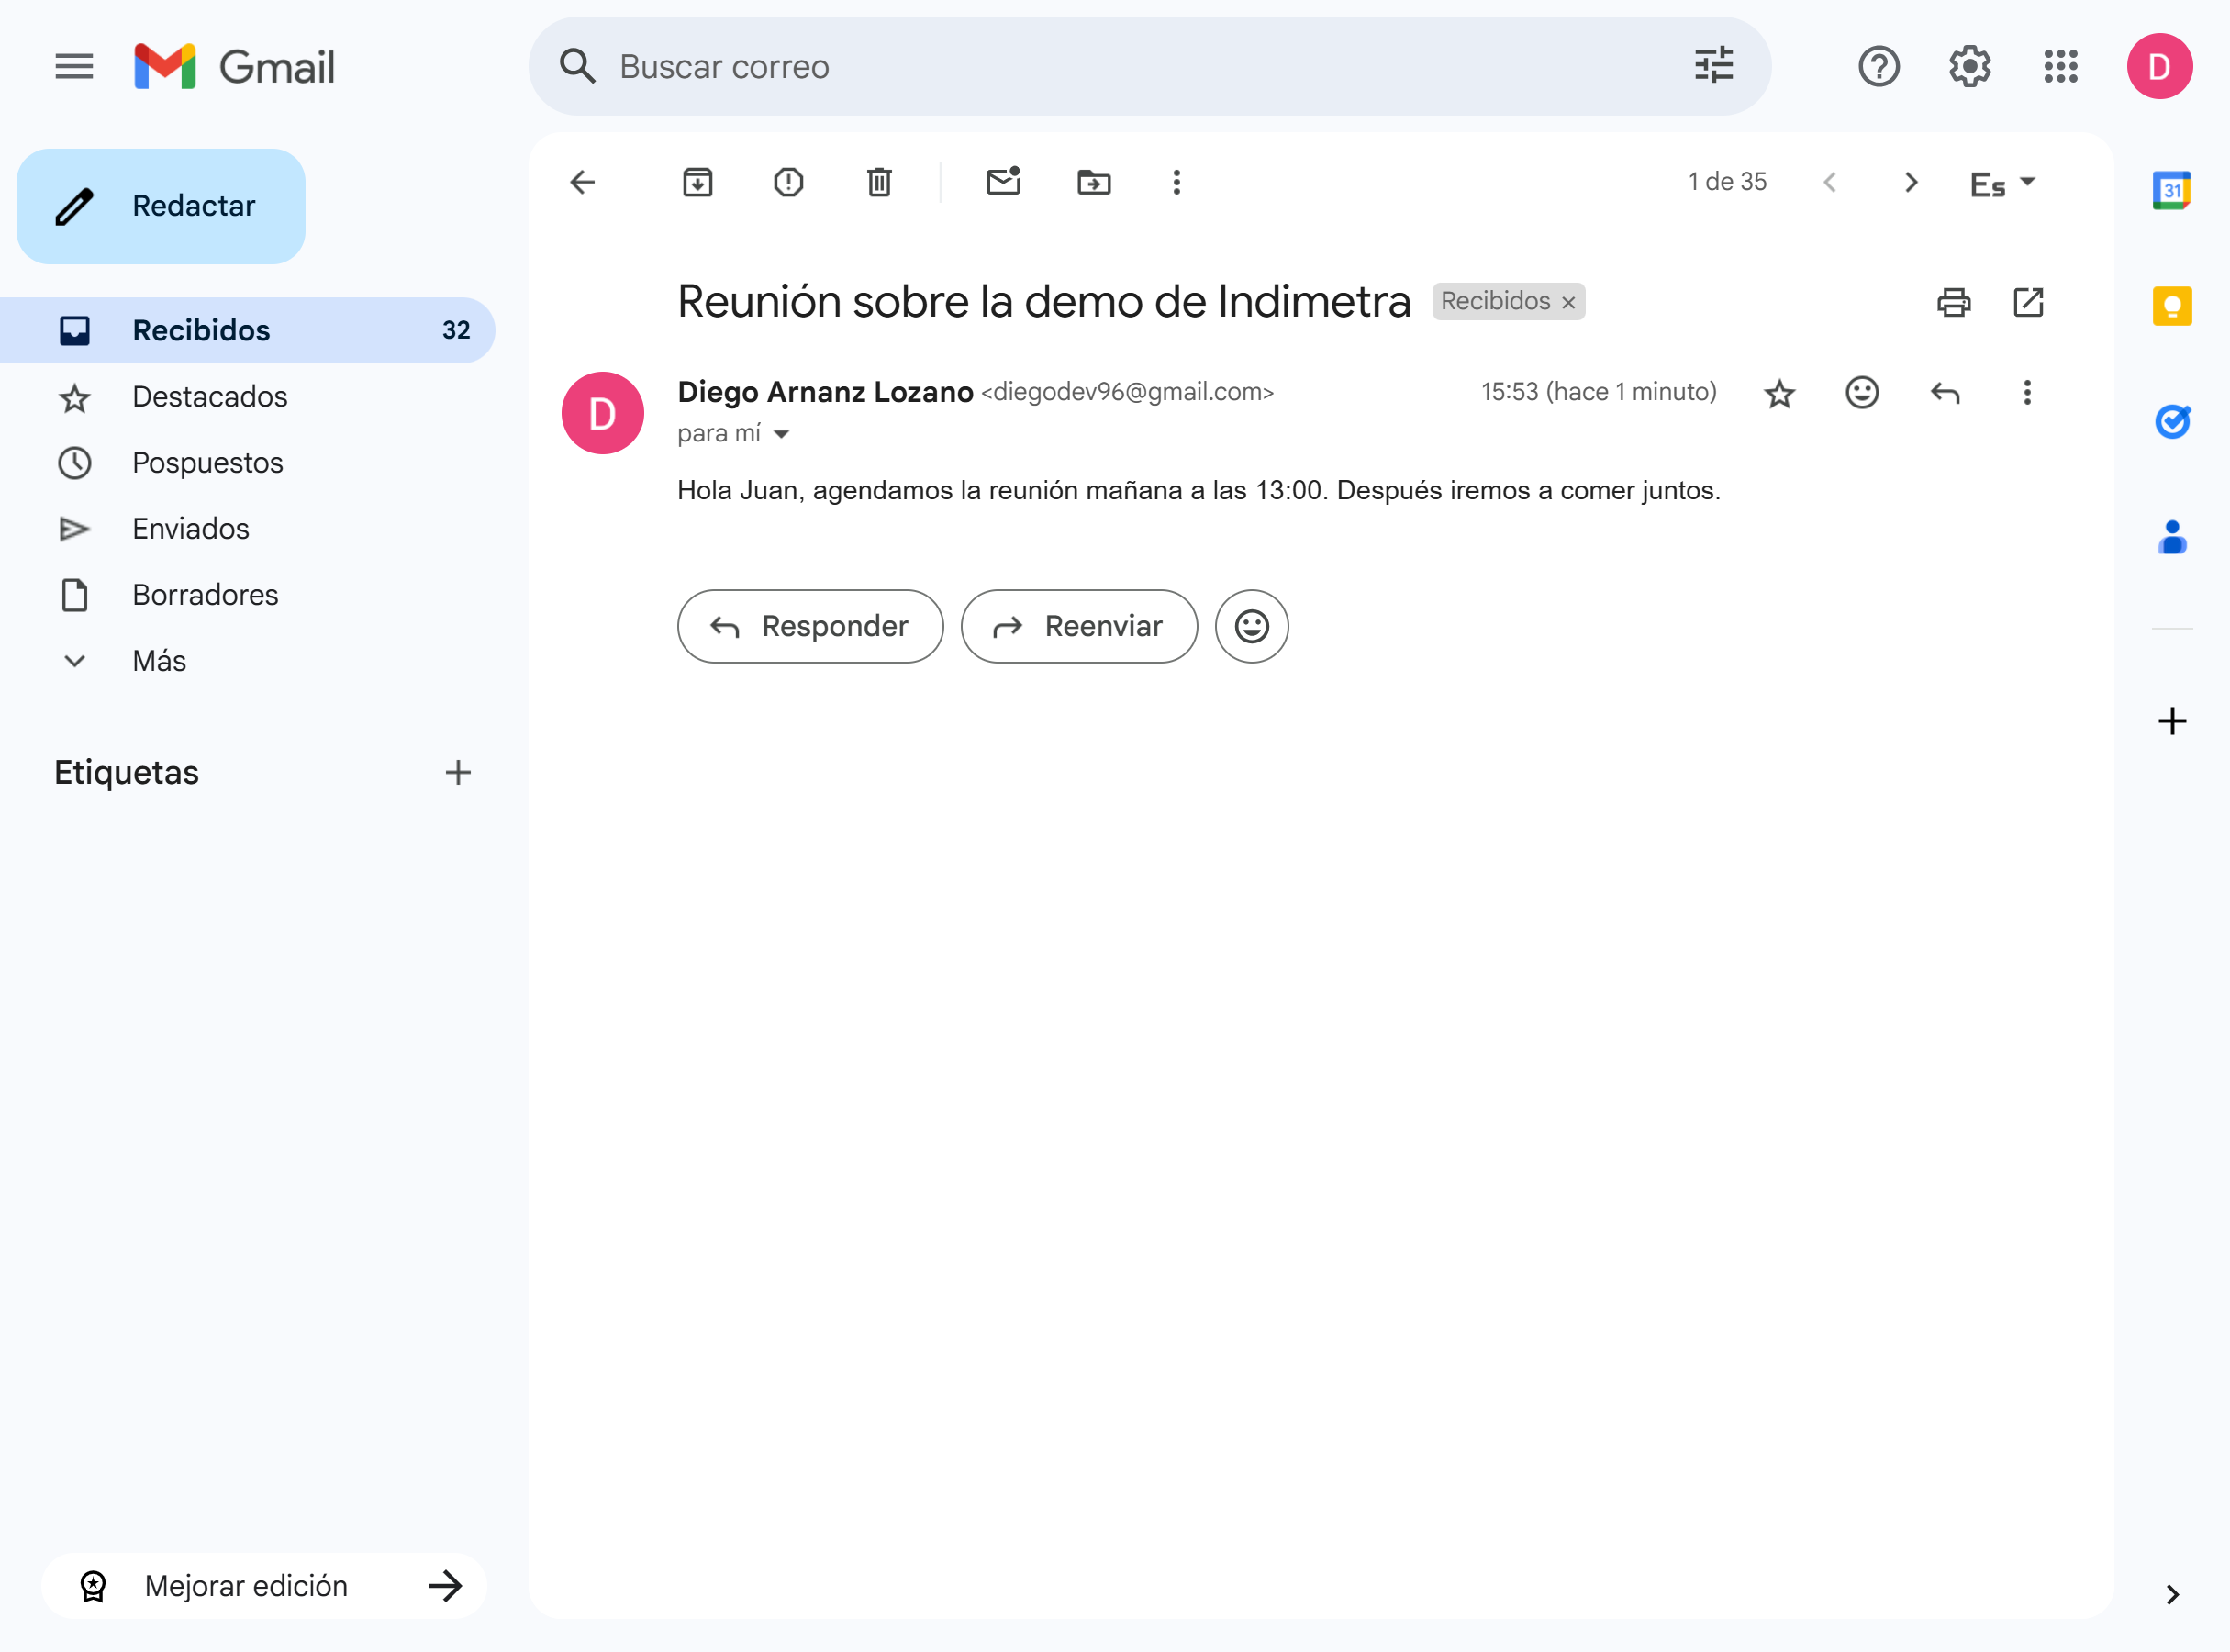 Gmail
Buscar correo
D
Redactar
1 de 35
Es
31
Recibidos 32
Destacados
Pospuestos
Enviados
Borradores
Más
Etiquetas
Reunión sobre la demo de Indimetra Recibidos ×
D
Diego Arnanz Lozano <diegodev96@gmail.com> 15:53 (hace 1 minuto)
para mí
Hola Juan, agendamos la reunión mañana a las 13:00. Después iremos a comer juntos.
Responder Reenviar
Mejorar edición